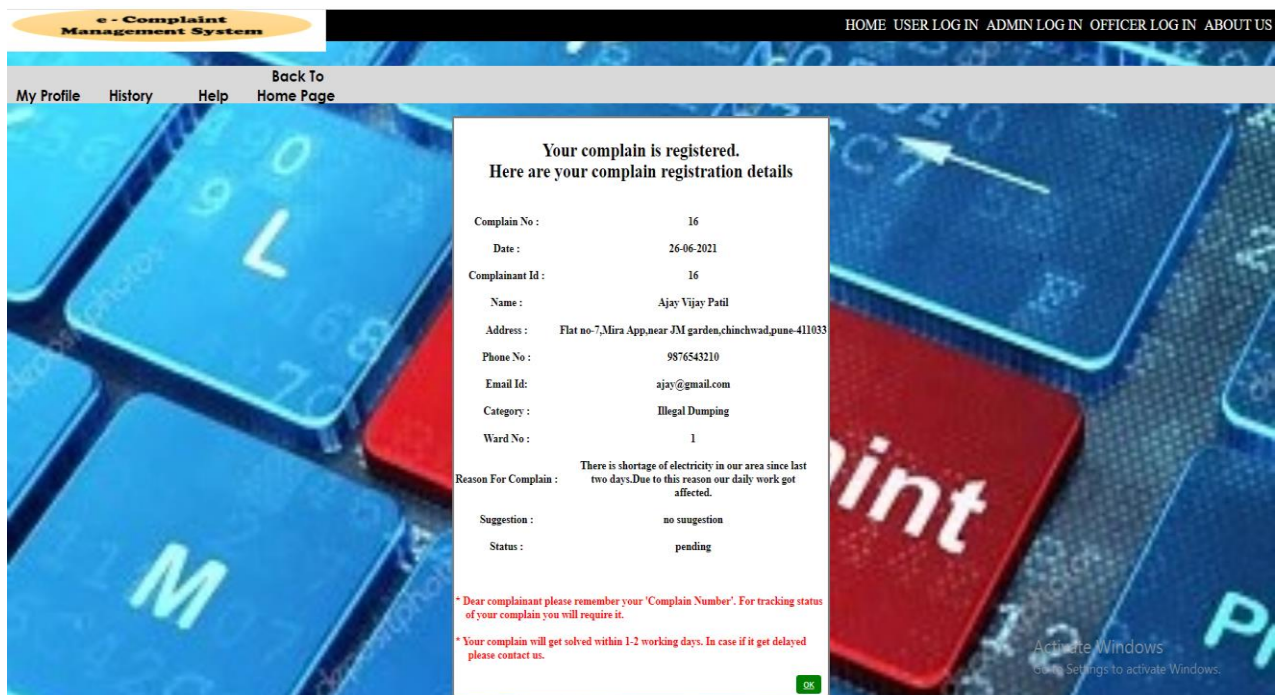 e - Complaint
Management System
HOME USER LOG IN ADMIN LOG IN OFFICER LOG IN ABOUT US
My Profile History Help Back To
Home Page
Your complain is registered.
Here are your complain registration details
Complain No : 16
Date : 26-06-2021
Complainant Id : 16
Name : Ajay Vijay Patil
Address : Flat no-7,Mira App,near JM garden,chinchwad,pune-411033
Phone No : 9876543210
Email Id: ajay@gmail.com
Category : Illegal Dumping
Ward No : 1
Reason For Complain : There is shortage of electricity in our area since last
two days.Due to this reason our daily work got
affected.
Suggestion : no suugestion
Status : pending
* Dear complainant please remember your 'Complain Number'. For tracking status
of your complain you will require it.
* Your complain will get solved within 1-2 working days. In case if it get delayed
please contact us.
OK
L
M
int
Activate Windows
Go to Settings to activate Windows.